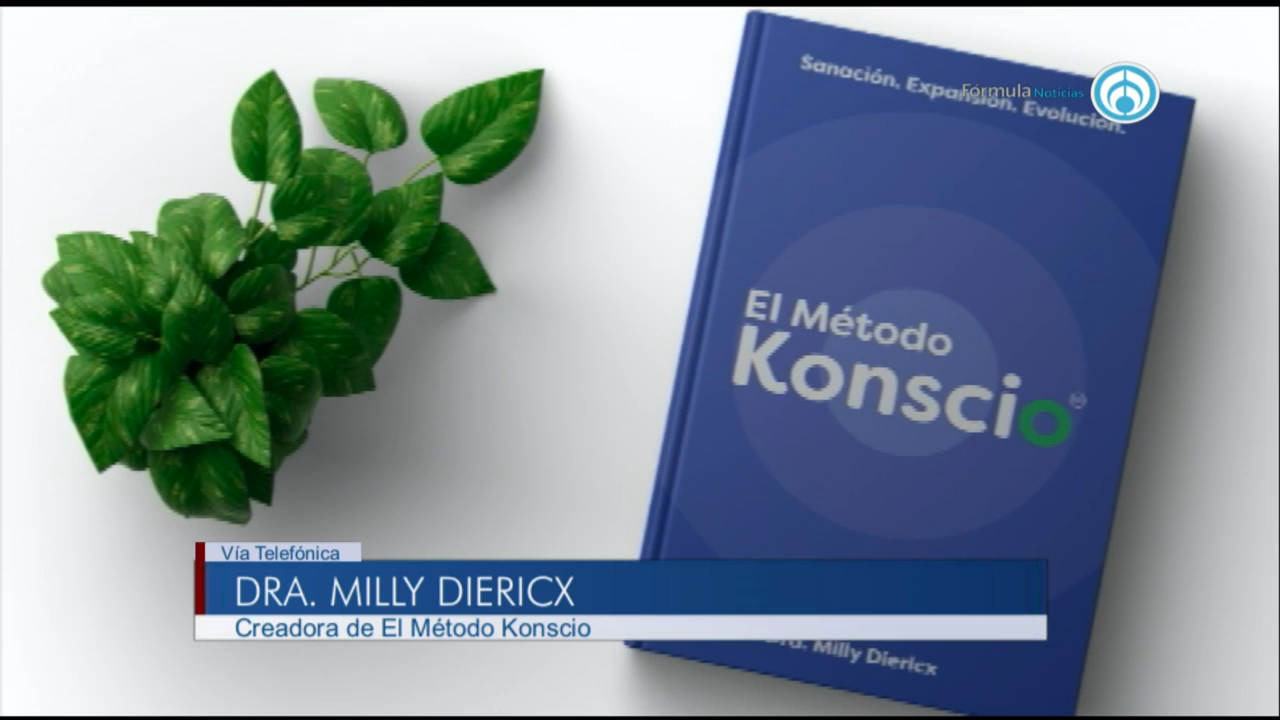 Sanación. Expansión. Evolución.
Fórmula Noticias
El Método
Konscio
Vía Telefónica
DRA. MILLY DIERICX
Creadora de El Método Konscio
Dra. Milly Diericx